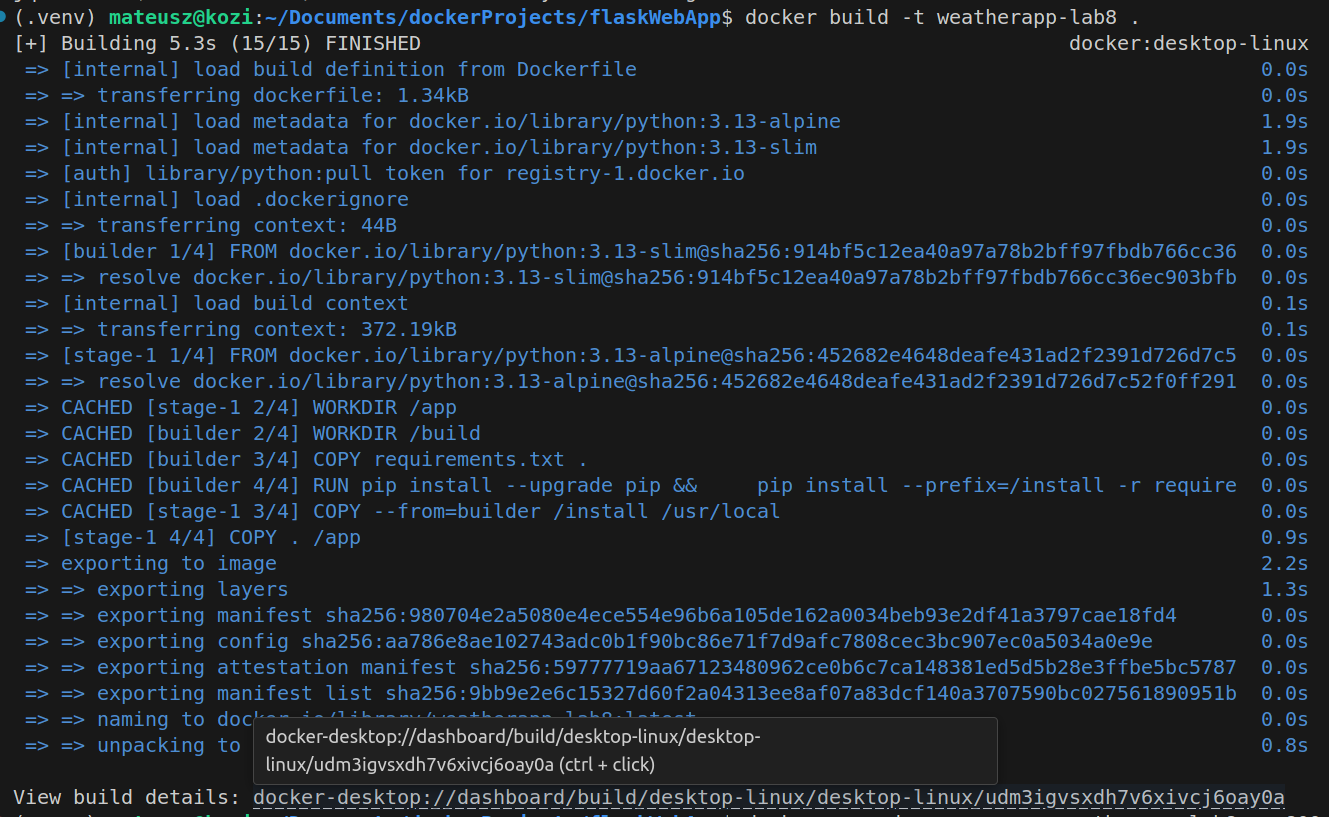 (.venv) mateusz@kozi:~/Documents/dockerProjects/flaskWebApp$ docker build -t weatherapp-lab8 .
[+] Building 5.3s (15/15) FINISHED docker:desktop-linux
=> [internal] load build definition from Dockerfile 0.0s
=> => transferring dockerfile: 1.34kB 0.0s
=> [internal] load metadata for docker.io/library/python:3.13-alpine 1.9s
=> [internal] load metadata for docker.io/library/python:3.13-slim 1.9s
=> [auth] library/python:pull token for registry-1.docker.io 0.0s
=> [internal] load .dockerignore 0.0s
=> => transferring context: 44B 0.0s
=> [builder 1/4] FROM docker.io/library/python:3.13-slim@sha256:914bf5c12ea40a97a78b2bff97fbdb766cc36 0.0s
=> => resolve docker.io/library/python:3.13-slim@sha256:914bf5c12ea40a97a78b2bff97fbdb766cc36ec903bfb 0.0s
=> [internal] load build context 0.1s
=> => transferring context: 372.19kB 0.1s
=> [stage-1 1/4] FROM docker.io/library/python:3.13-alpine@sha256:452682e4648deafe431ad2f2391d726d7c5 0.0s
=> => resolve docker.io/library/python:3.13-alpine@sha256:452682e4648deafe431ad2f2391d726d7c52f0ff291 0.0s
=> CACHED [stage-1 2/4] WORKDIR /app 0.0s
=> CACHED [builder 2/4] WORKDIR /build 0.0s
=> CACHED [builder 3/4] COPY requirements.txt . 0.0s
=> CACHED [builder 4/4] RUN pip install --upgrade pip &&     pip install --prefix=/install -r require 0.0s
=> CACHED [stage-1 3/4] COPY --from=builder /install /usr/local 0.0s
=> [stage-1 4/4] COPY . /app 0.9s
=> exporting to image 2.2s
=> => exporting layers 1.3s
=> => exporting manifest sha256:980704e2a5080e4ece554e96b6a105de162a0034beb93e2df41a3797cae18fd4 0.0s
=> => exporting config sha256:aa786e8ae102743adc0b1f90bc86e71f7d9afc7808cec3bc907ec0a5034a0e9e 0.0s
=> => exporting attestation manifest sha256:59777719aa67123480962ce0b6c7ca148381ed5d5b28e3ffbe5bc5787 0.0s
=> => exporting manifest list sha256:9bb9e2e6c15327d60f2a04313ee8af07a83dcf140a3707590bc027561890951b 0.0s
=> => naming to docker.io/library/weatherapp-lab8:latest 0.0s
=> => unpacking to 0.8s
docker-desktop://dashboard/build/desktop-linux/desktop-
linux/udm3igvsxdh7v6xivcj6oay0a (ctrl + click)
View build details: docker-desktop://dashboard/build/desktop-linux/desktop-linux/udm3igvsxdh7v6xivcj6oay0a